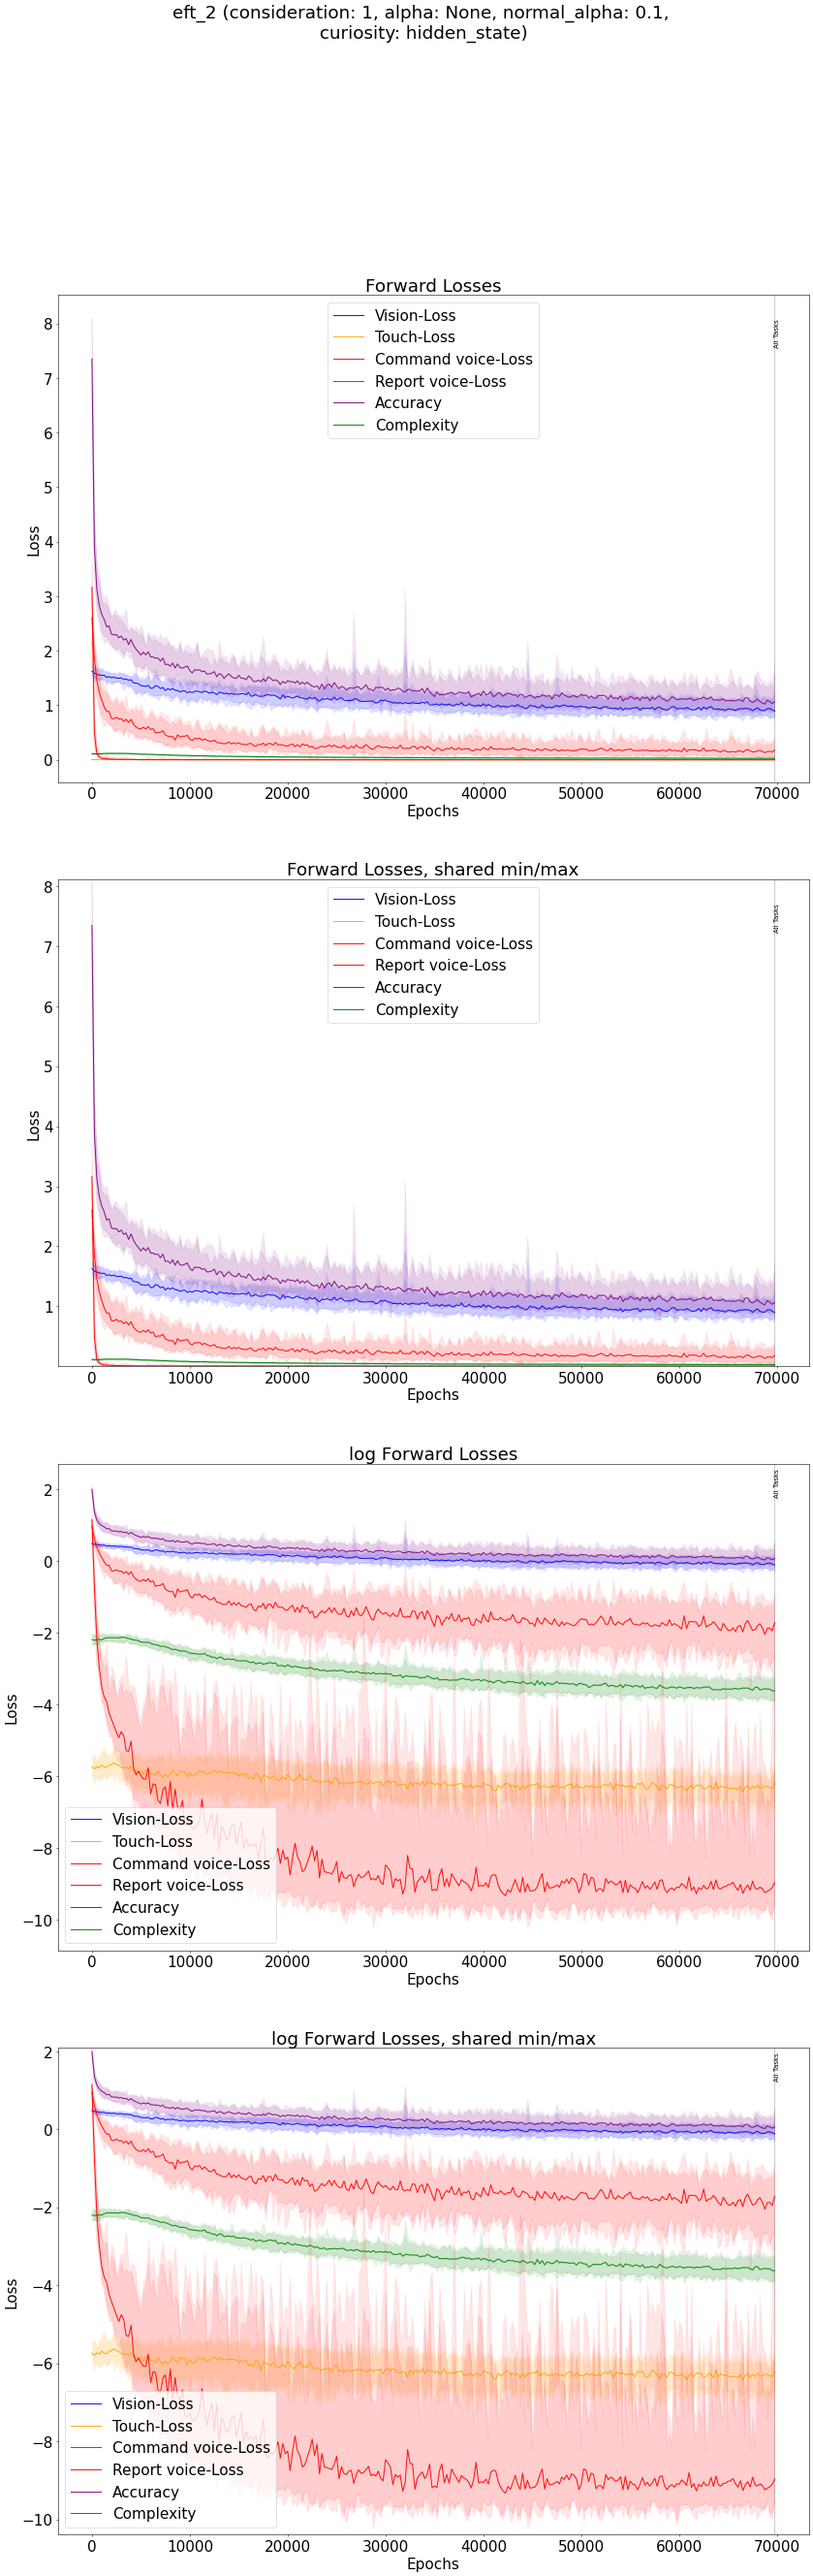 eft_2 (consideration: 1, alpha: None, normal_alpha: 0.1,
curiosity: hidden_state)
Forward Losses
Vision-Loss
Touch-Loss
Command voice-Loss
Report voice-Loss
Accuracy
Complexity
All Tasks
8
7
6
5
4
3
2
1
0
Loss
0 10000 20000 30000 40000 50000 60000 70000
Epochs
Forward Losses, shared min/max
Vision-Loss
Touch-Loss
Command voice-Loss
Report voice-Loss
Accuracy
Complexity
All Tasks
8
7
6
5
4
3
2
1
Loss
0 10000 20000 30000 40000 50000 60000 70000
Epochs
log Forward Losses
All Tasks
2
0
−2
−4
−6
−8
−10
Loss
Vision-Loss
Touch-Loss
Command voice-Loss
Report voice-Loss
Accuracy
Complexity
0 10000 20000 30000 40000 50000 60000 70000
Epochs
log Forward Losses, shared min/max
All Tasks
2
0
−2
−4
−6
−8
−10
Loss
Vision-Loss
Touch-Loss
Command voice-Loss
Report voice-Loss
Accuracy
Complexity
0 10000 20000 30000 40000 50000 60000 70000
Epochs